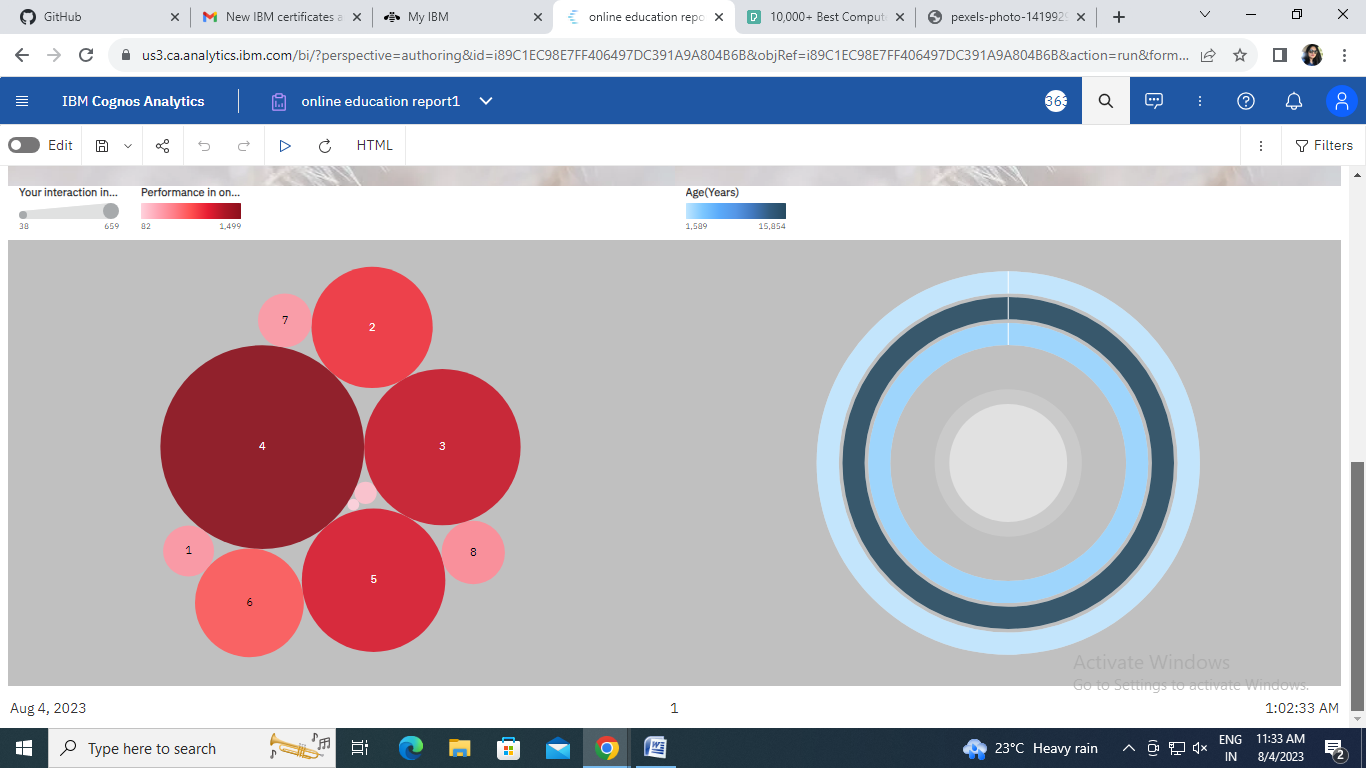 GitHub
New IBM certificates a
My IBM
online education repo
10,000+ Best Comput
pexels-photo-1419925
us3.ca.analytics.ibm.com/bi/?perspective=authoring&id=i89C1EC98E7FF406497DC391A9A804B6B&objRef=i89C1EC98E7FF406497DC391A9A804B6B&action=run&form...
IBM Cognos Analytics
online education report1
363
Edit
HTML
Filters
Your interaction in...
Performance in on...
Age(Years)
38
659
82
1,499
1,589
15,854
7
2
4
3
1
8
5
6
Activate Windows
Go to Settings to activate Windows.
Aug 4, 2023
1
1:02:33 AM
Type here to search
23°C Heavy rain
ENG
IN
11:33 AM
8/4/2023
2